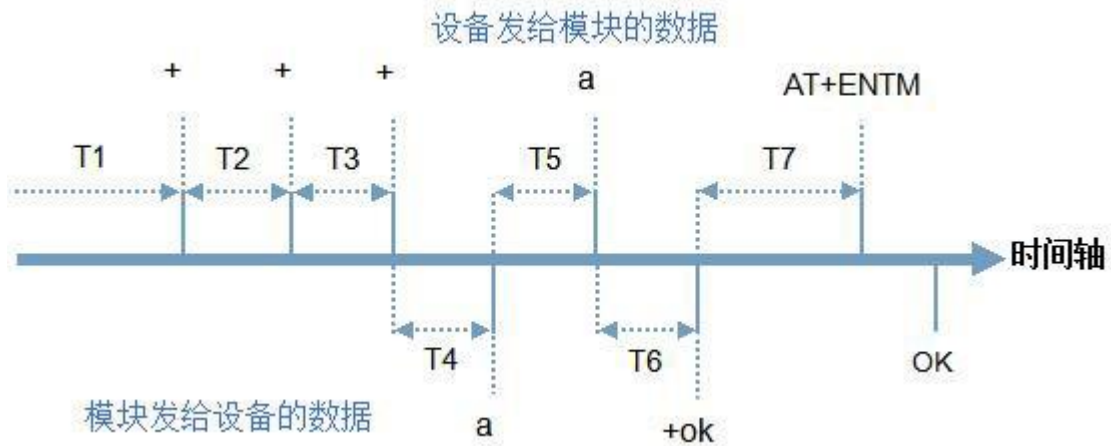 设备发给模块的数据
+ + + a AT+ENTM
T1 T2 T3 T5 T7
时间轴
T4 T6 OK
模块发给设备的数据 a +ok